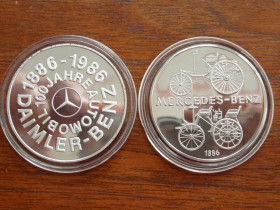 1886-1986
100 JAHRE AUTOMOBIL
DAIMLER-BENZ
MERCEDES-BENZ
1886